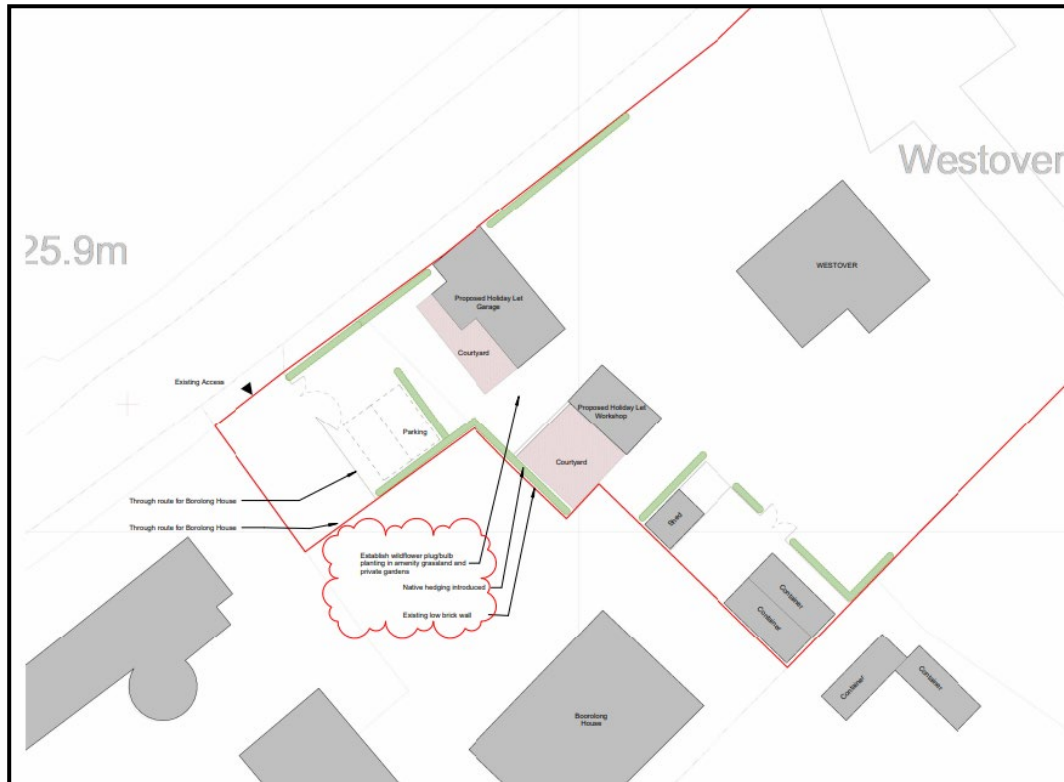 Westover
25.9m
WESTOVER
Proposed Holiday Let
Garage
Courtyard
Existing Access
Proposed Holiday Let
Workshop
Parking
Courtyard
Through route for Borolong House
Through route for Borolong House
Shed
Establish wildflower plug/bulb
planting in amenity grassland and
private gardens
Native hedging introduced
Existing low brick wall
Container
Container
Container
Container
Boorolong
House